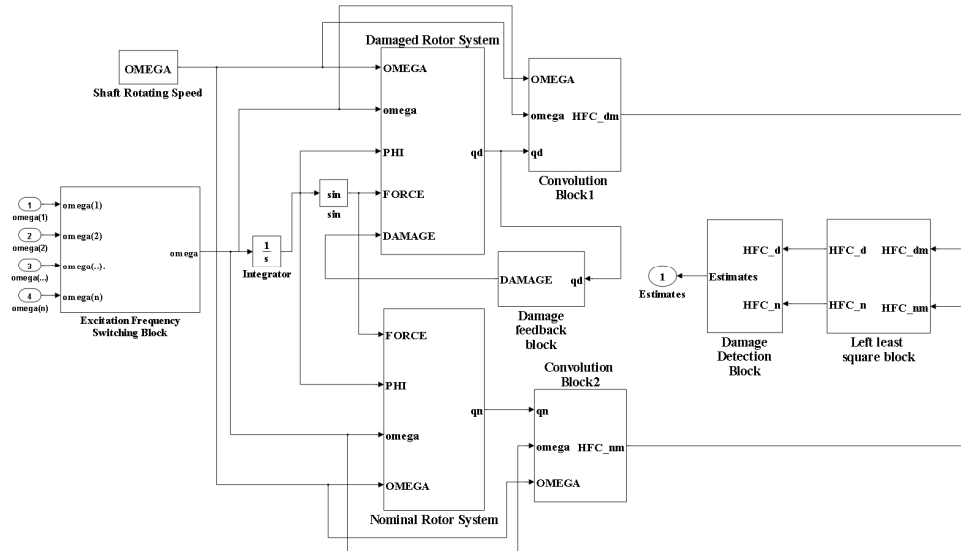 Damaged Rotor System
OMEGA
Shaft Rotating Speed
OMEGA
omega
PHI
FORCE
DAMAGE
qd
OMEGA
omega
qd
HFC_dm
Convolution
Block1
sin
sin
1
s
Integrator
1
omega(1)
2
omega(2)
3
omega(...)
4
omega(n)
omega(1)
omega(2)
omega(..).
omega(n)
omega
Excitation Frequency
Switching Block
DAMAGE
qd
Damage
feedback
block
1
Estimates
Estimates
HFC_d
HFC_n
Damage
Detection
Block
HFC_d
HFC_n
HFC_dm
HFC_nm
Left least
square block
FORCE
PHI
omega
OMEGA
qn
Nominal Rotor System
Convolution
Block2
qn
omega
OMEGA
HFC_nm